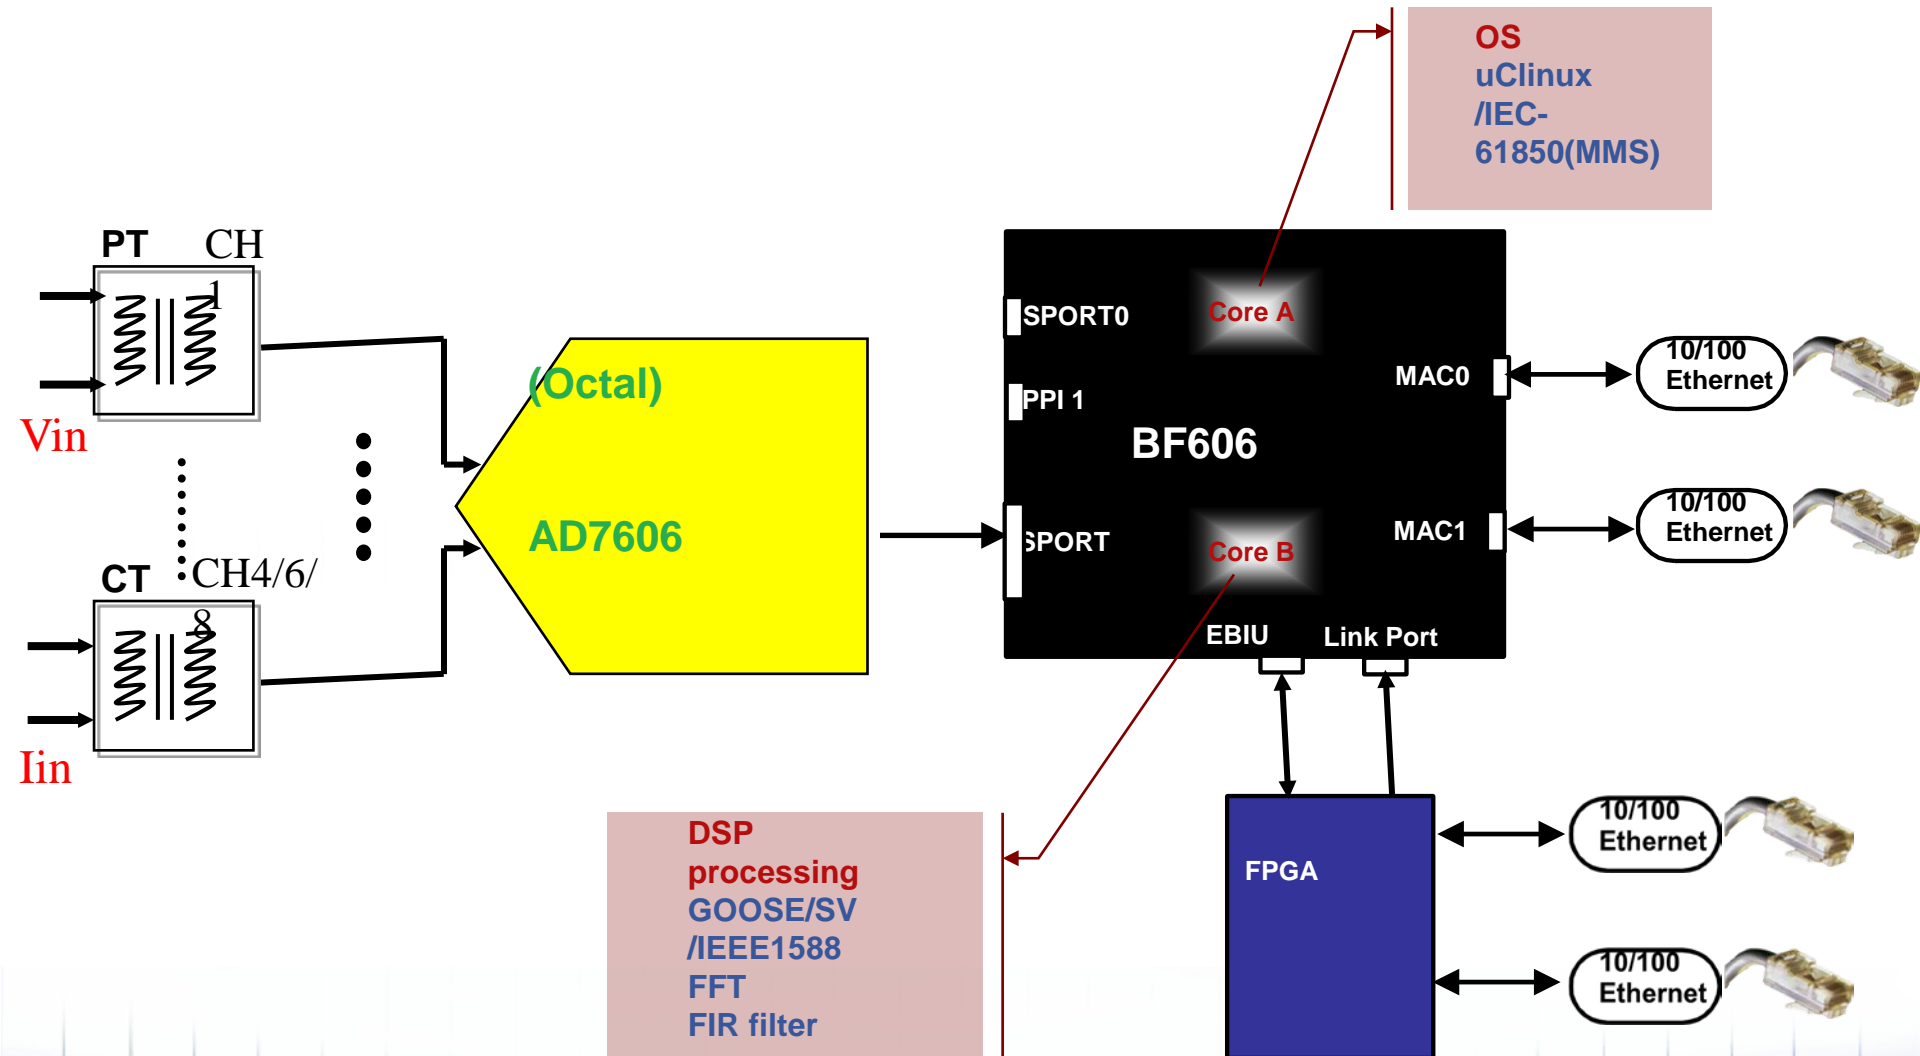 OS
uClinux
/IEC-
61850(MMS)
PT
CH
1
Vin
CT
CH4/6/
8
Iin
(Octal)
AD7606
SPORT0
PPI 1
SPORT
BF606
Core A
Core B
MAC0
MAC1
EBIU
Link Port
10/100
Ethernet
10/100
Ethernet
FPGA
10/100
Ethernet
10/100
Ethernet
DSP
processing
GOOSE/SV
/IEEE1588
FFT
FIR filter